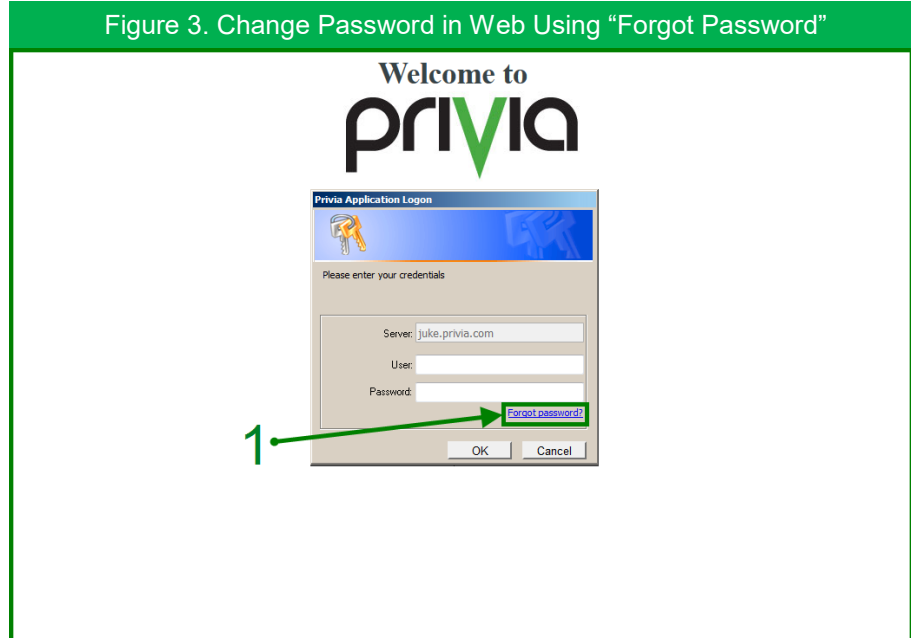 Figure 3. Change Password in Web Using “Forgot Password”
Welcome to
privia
Privia Application Logon
Please enter your credentials
Server: juke.privia.com
User:
Password:
Forgot password?
1
OK Cancel